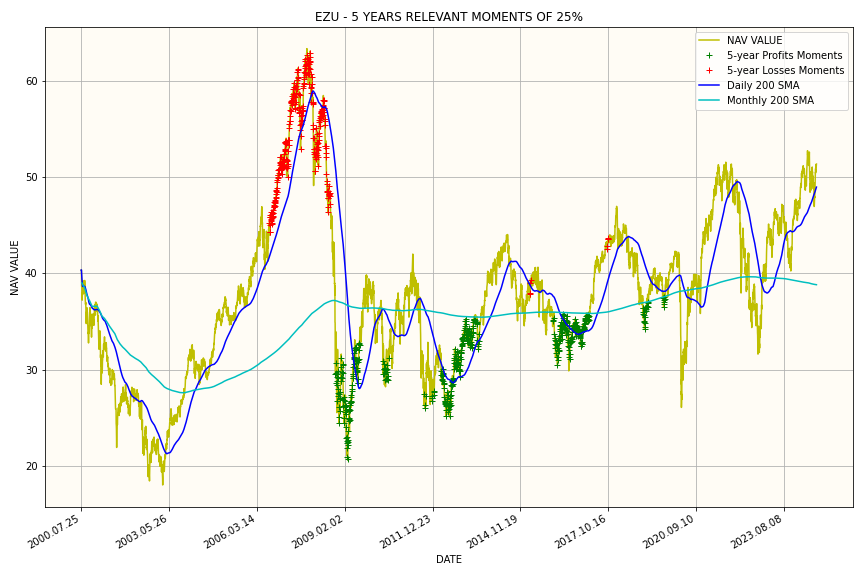 EZU - 5 YEARS RELEVANT MOMENTS OF 25%
NAV VALUE
5-year Profits Moments
5-year Losses Moments
Daily 200 SMA
Monthly 200 SMA
60
50
40
30
20
NAV VALUE
2000.07.25
2003.05.26
2006.03.14
2009.02.02
2011.12.23
2014.11.19
2017.10.16
2020.09.10
2023.08.08
DATE